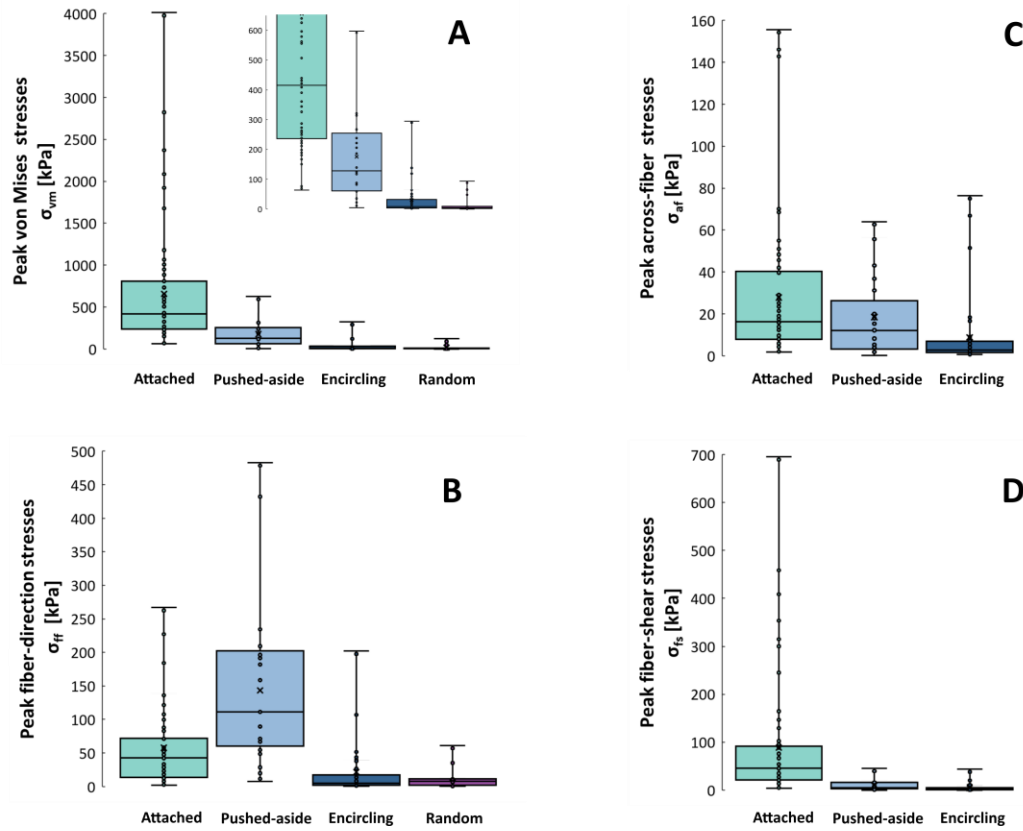 A
Peak von Mises stresses
σvm [kPa]
4000
3500
3000
2500
2000
1500
1000
500
0
600
500
400
300
200
100
0
Attached Pushed-aside Encircling Random
C
Peak across-fiber stresses
σaf [kPa]
160
140
120
100
80
60
40
20
0
Attached Pushed-aside Encircling
B
Peak fiber-direction stresses
σff [kPa]
500
450
400
350
300
250
200
150
100
50
0
Attached Pushed-aside Encircling Random
D
Peak fiber-shear stresses
σfs [kPa]
700
600
500
400
300
200
100
0
Attached Pushed-aside Encircling